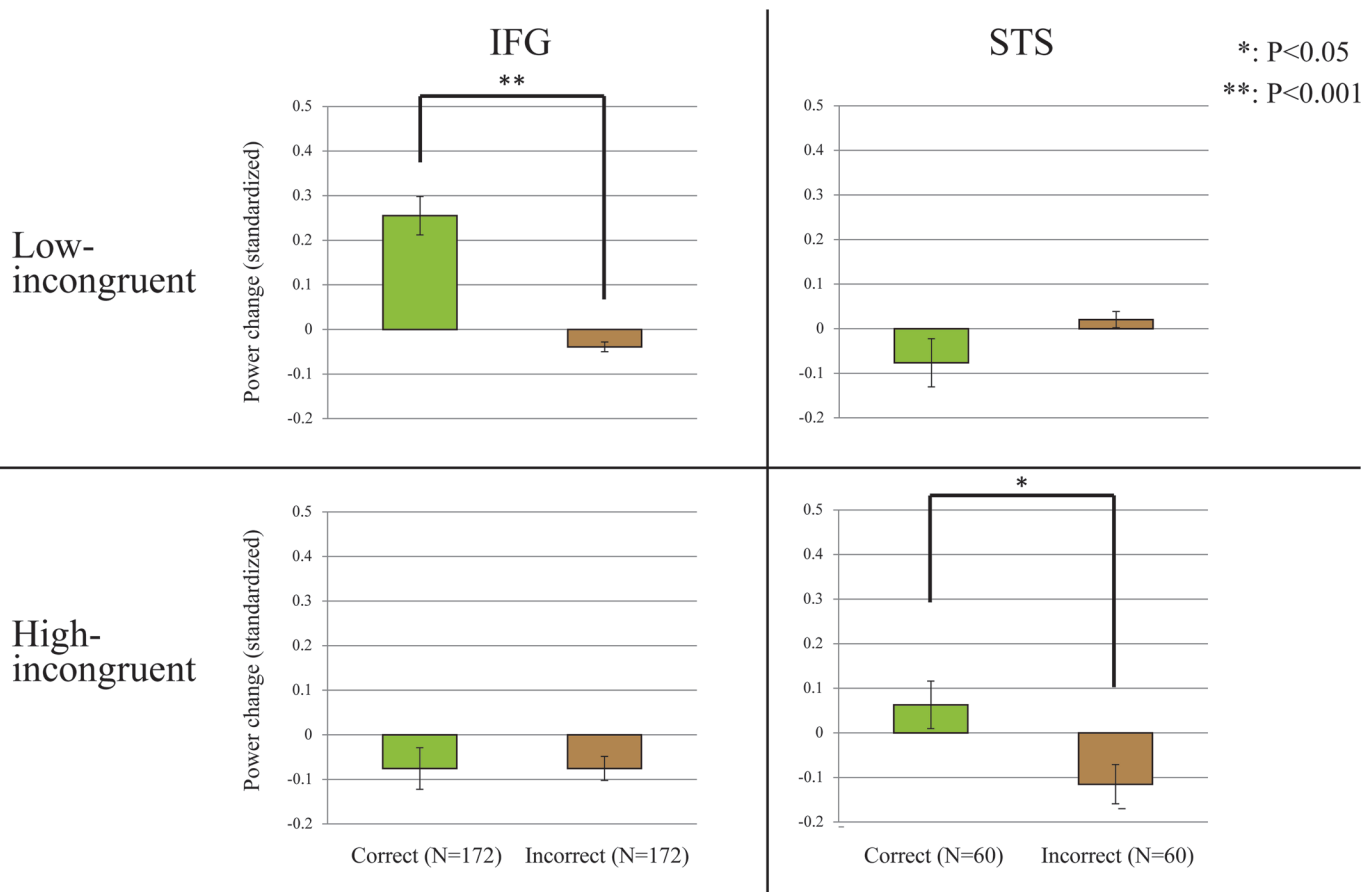 IFG
STS
*: P<0.05
**: P<0.001
Low-
incongruent
Power change (standardized)
**
0.5
0.4
0.3
0.2
0.1
0
-0.1
-0.2
0.5
0.4
0.3
0.2
0.1
0
-0.1
-0.2
High-
incongruent
Power change (standardized)
0.5
0.4
0.3
0.2
0.1
0
-0.1
-0.2
Correct (N=172) Incorrect (N=172)
*
0.5
0.4
0.3
0.2
0.1
0
-0.1
-0.2
Correct (N=60) Incorrect (N=60)